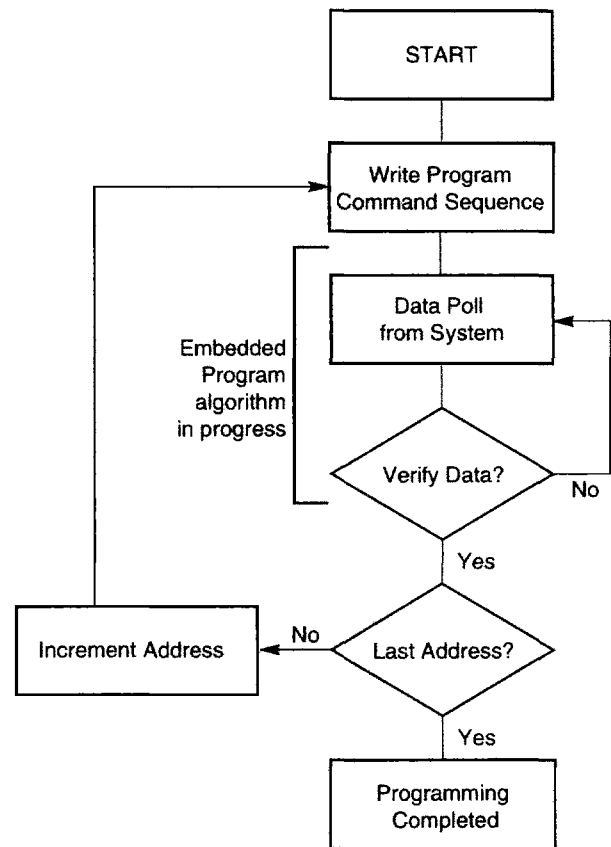 START
Write Program
Command Sequence
Data Poll
from System
Embedded
Program
algorithm
in progress
Verify Data?
No
Yes
Increment Address
No
Last Address?
Yes
Programming
Completed